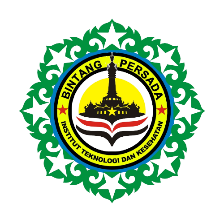 BINTANG PERSADA
INSTITUT TEKNOLOGI DAN KESEHATAN